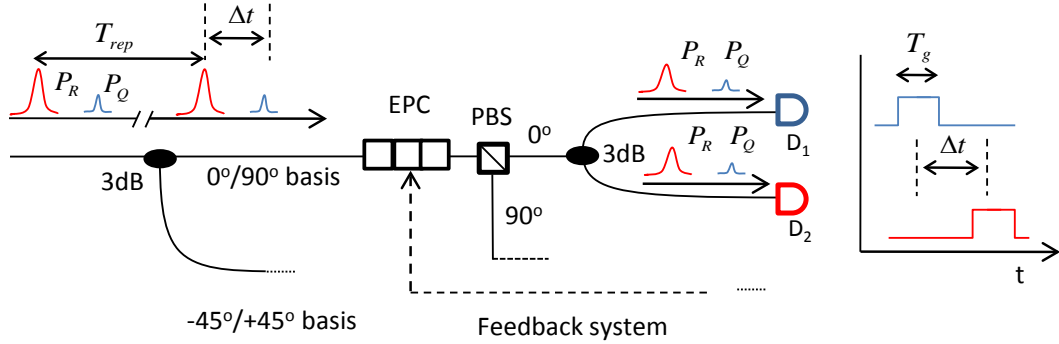 T_rep
Δt
P_R
P_Q
3dB
0°/90° basis
-45°/+45° basis
EPC
PBS
0°
90°
Feedback system
3dB
P_R
P_Q
D_1
P_R
P_Q
D_2
T_g
Δt
t